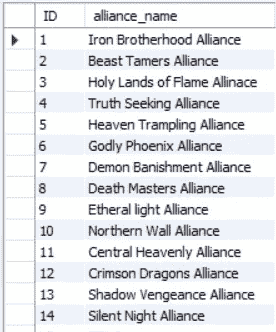 ID alliance_name
1 Iron Brotherhood Alliance
2 Beast Tamers Alliance
3 Holy Lands of Flame Allinace
4 Truth Seeking Alliance
5 Heaven Trampling Alliance
6 Godly Phoenix Alliance
7 Demon Banishment Alliance
8 Death Masters Alliance
9 Etheral light Alliance
10 Northern Wall Alliance
11 Central Heavenly Alliance
12 Crimson Dragons Alliance
13 Shadow Vengeance Alliance
14 Silent Night Alliance